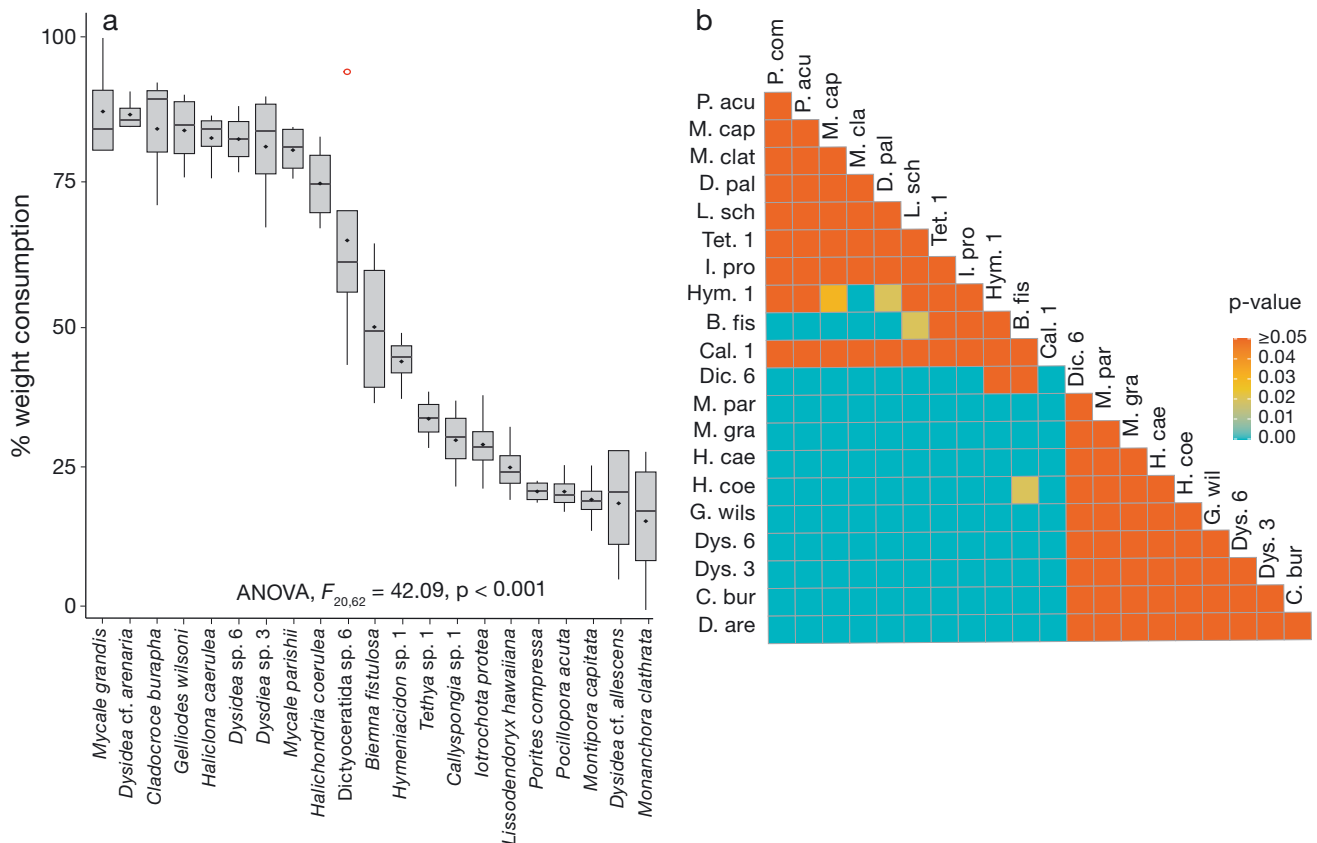 a
100
75
50
25
0
% weight consumption
ANOVA, F20,62 = 42.09, p < 0.001
Mycale grandis
Dysidea cf. arenaria
Cladocroce burapha
Gelliodes wilsoni
Haliclona caerulea
Dysidea sp. 6
Dysdiea sp. 3
Mycale parishii
Halichondria coerulea
Dictyoceratida sp. 6
Biemna fistulosa
Hymeniacidon sp. 1
Tethya sp. 1
Callyspongia sp. 1
Iotrochota protea
Lissodendoryx hawaiiana
Porites compressa
Pocillopora acuta
Montipora capitata
Dysidea cf. allescens
Monanchora clathrata
b
P. com
P. acu
M. cap
M. cla
D. pal
L. sch
Tet. 1
I. pro
Hym. 1
B. fis
Cal. 1
Dic. 6
M. par
M. gra
H. cae
H. coe
G. wil
Dys. 6
Dys. 3
C. bur
P. acu
M. cap
M. clat
D. pal
L. sch
Tet. 1
I. pro
Hym. 1
B. fis
Cal. 1
Dic. 6
M. par
M. gra
H. cae
H. coe
G. wils
Dys. 6
Dys. 3
C. bur
D. are
p-value
≥0.05
0.04
0.03
0.02
0.01
0.00